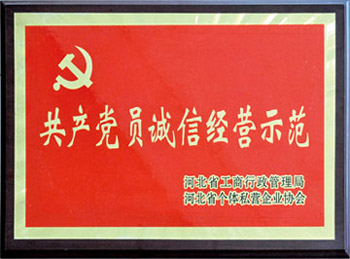 共产党员诚信经营示范
河北省工商行政管理局
河北省个体私营企业协会